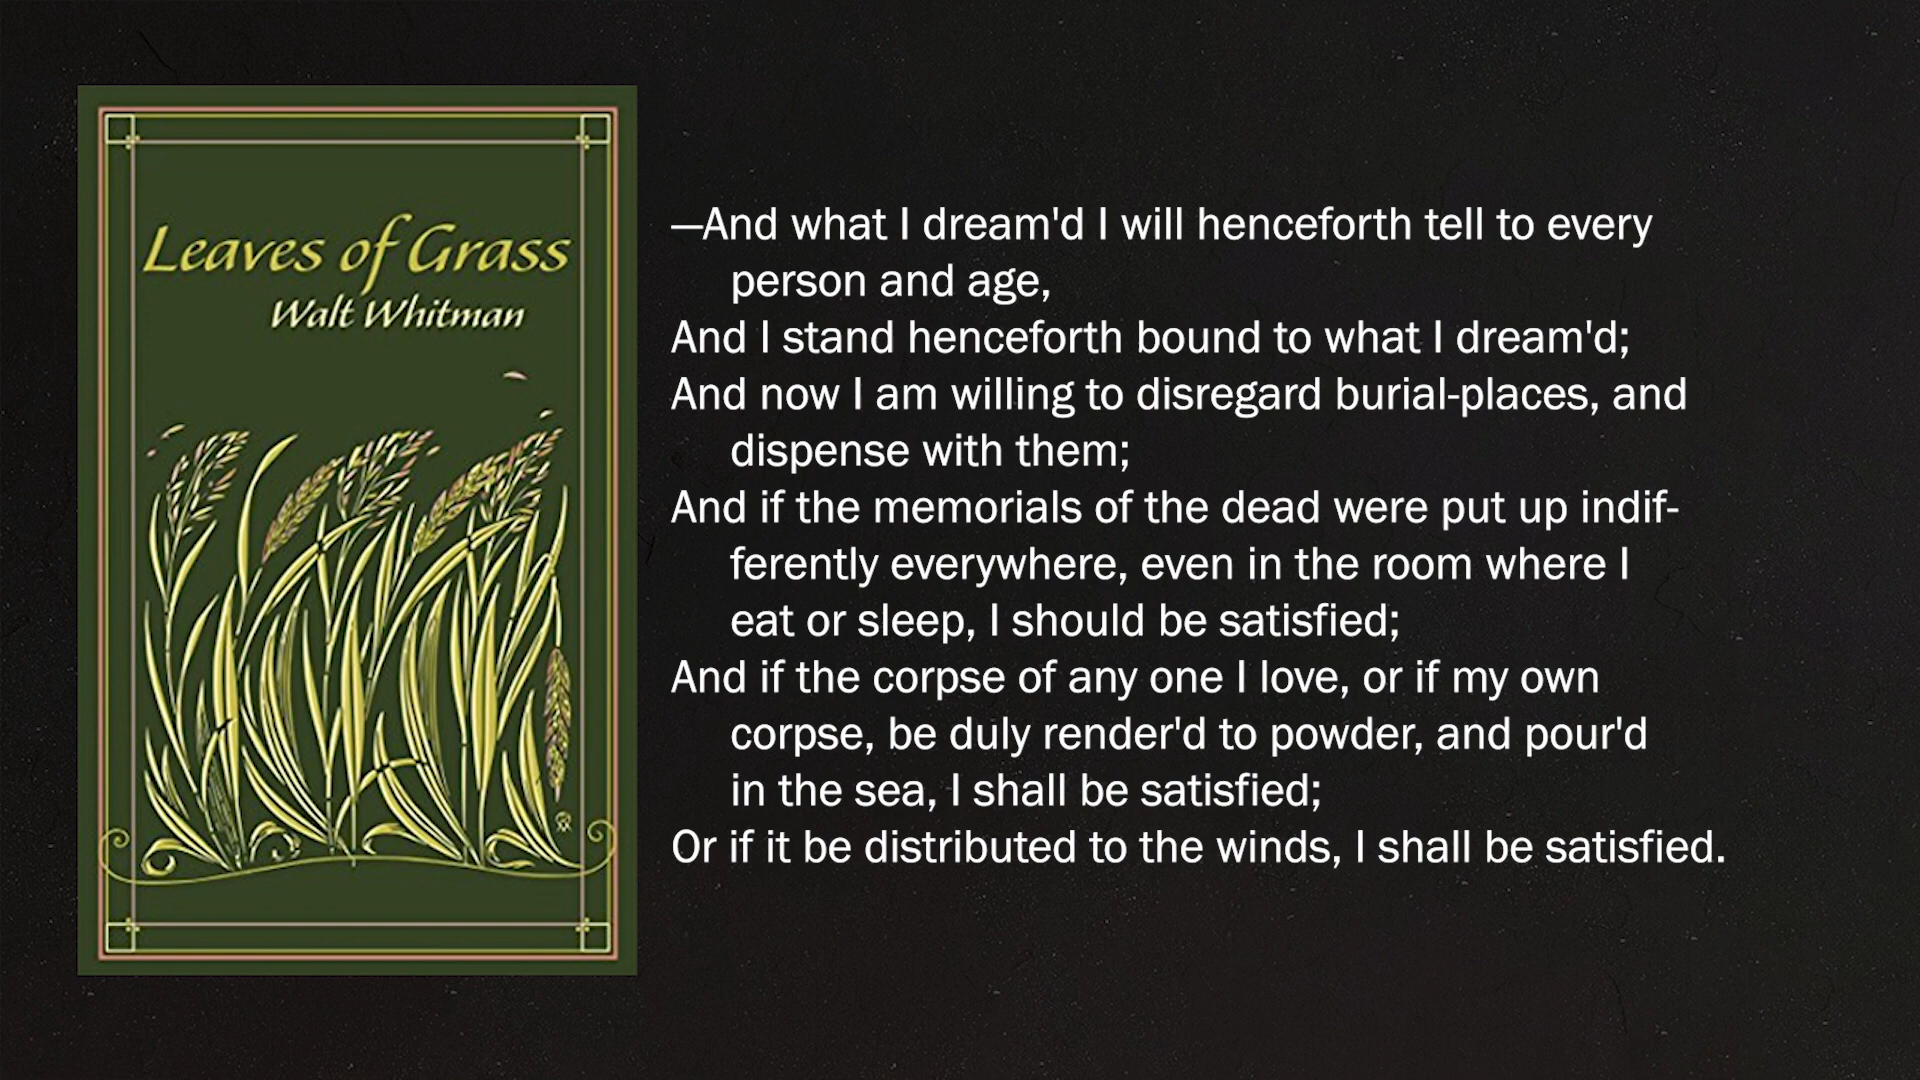 Leaves of Grass
Walt Whitman
—And what I dream'd I will henceforth tell to every
person and age,
And I stand henceforth bound to what I dream'd;
And now I am willing to disregard burial-places, and
dispense with them;
And if the memorials of the dead were put up indif-
ferently everywhere, even in the room where I
eat or sleep, I should be satisfied;
And if the corpse of any one I love, or if my own
corpse, be duly render'd to powder, and pour'd
in the sea, I shall be satisfied;
Or if it be distributed to the winds, I shall be satisfied.